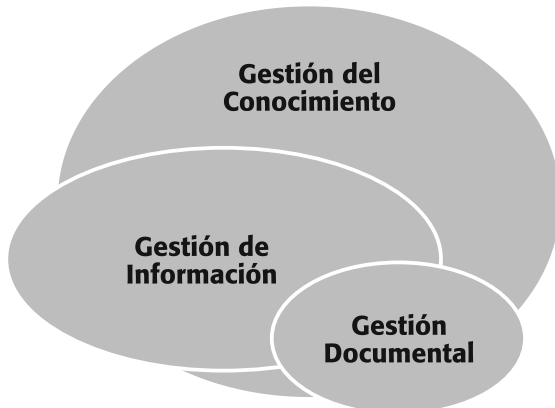 Gestión del
Conocimiento
Gestión de
Información
Gestión
Documental